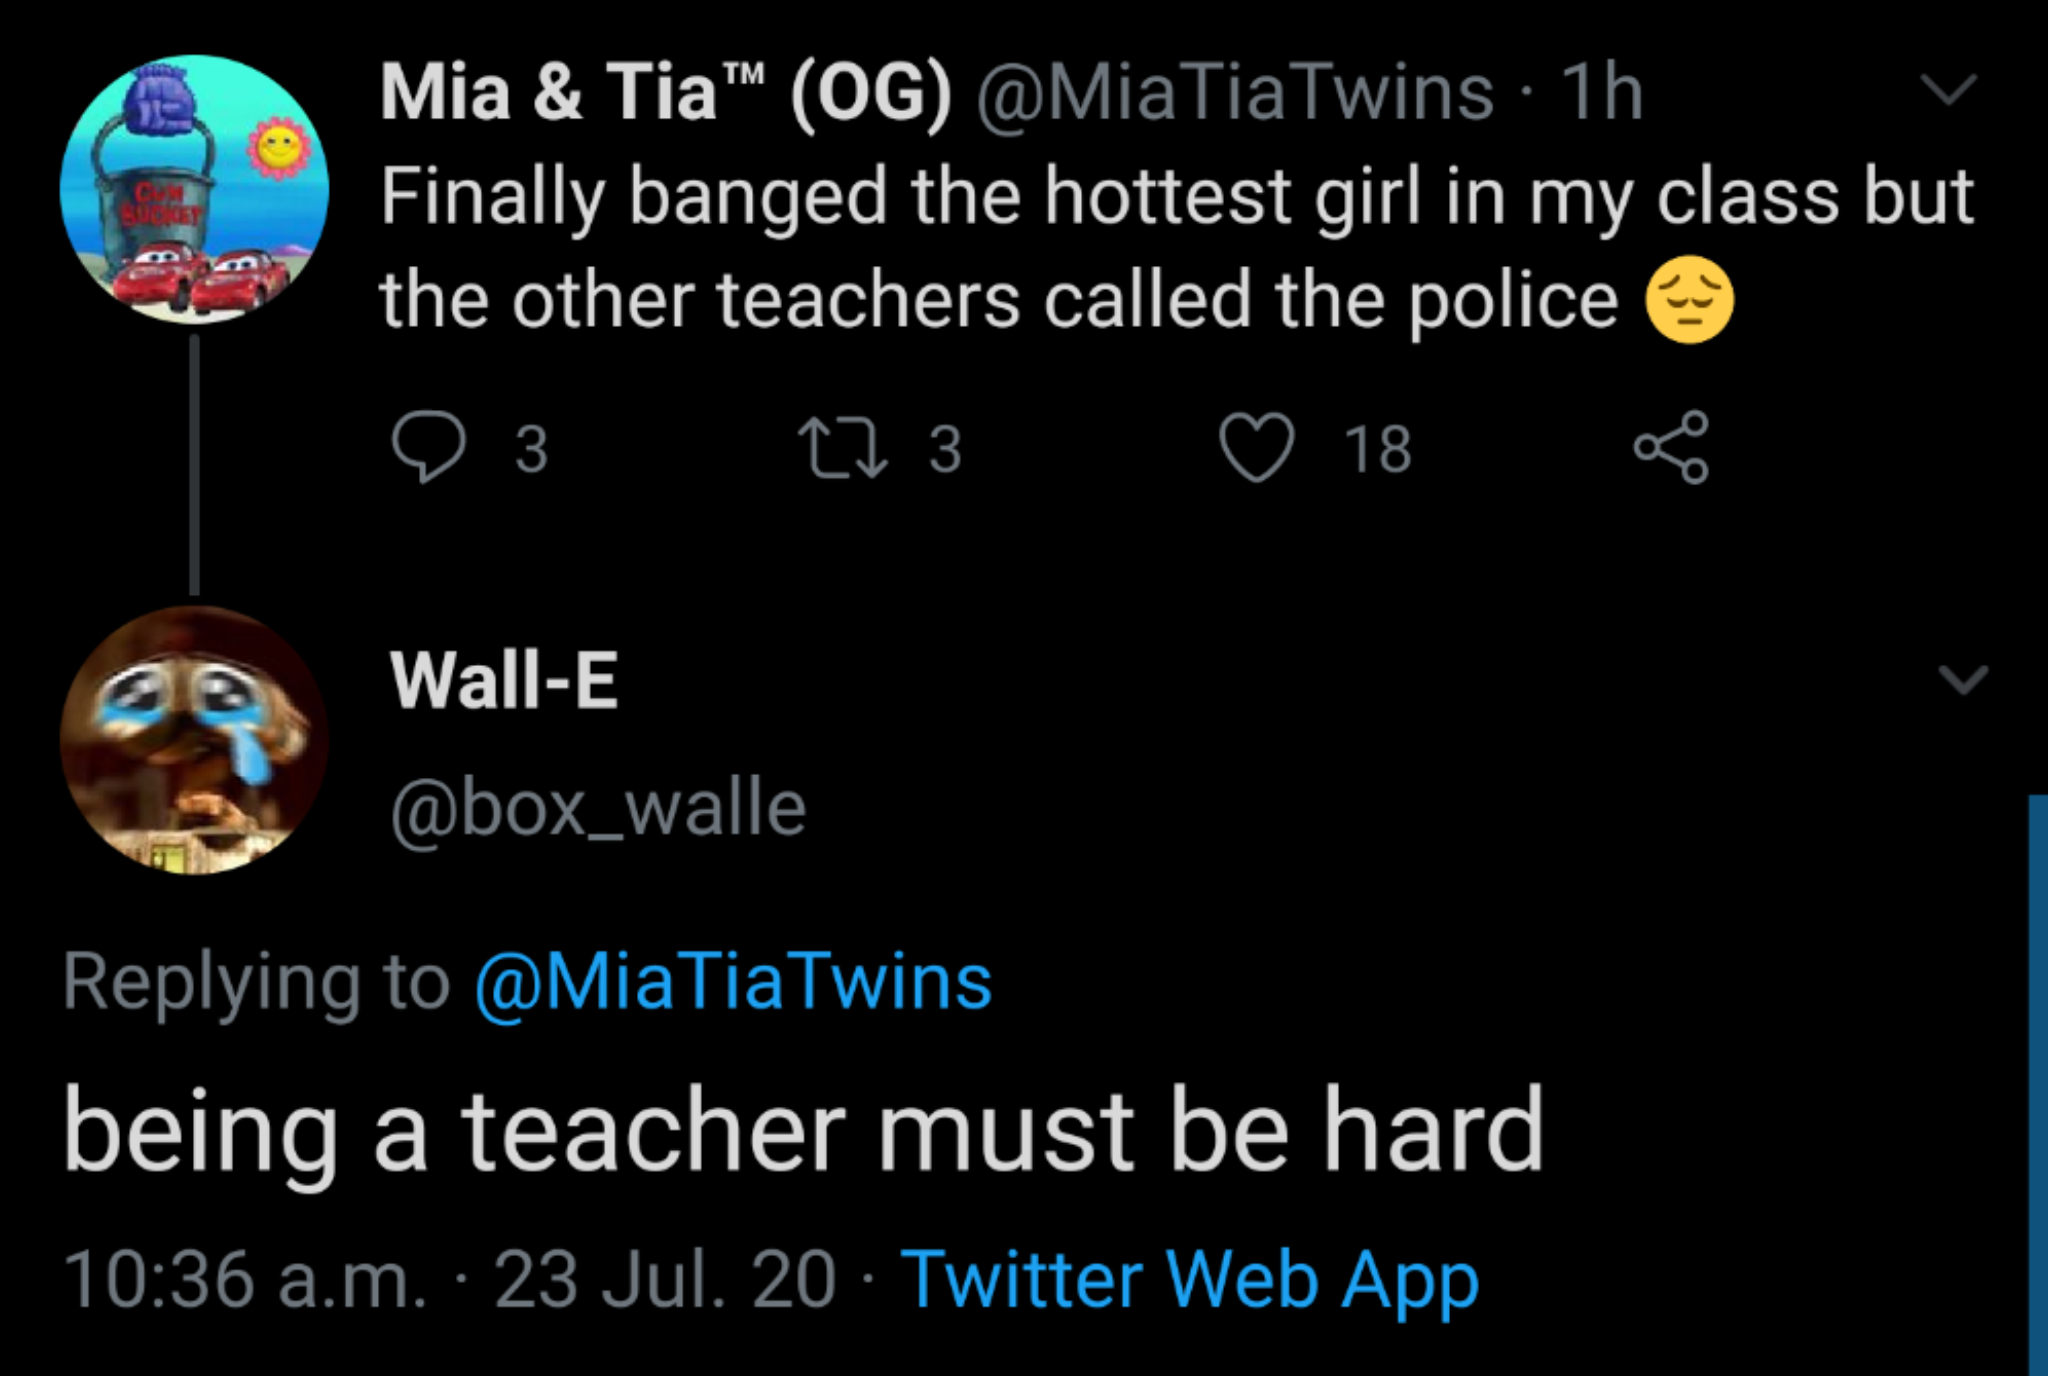 Mia & Tia™ (OG) @MiaTiaTwins · 1h
Finally banged the hottest girl in my class but
the other teachers called the police 😔
3 3 18
CUM
BUCKET
Wall-E
@box_walle
Replying to @MiaTiaTwins
being a teacher must be hard
10:36 a.m. · 23 Jul. 20 · Twitter Web App